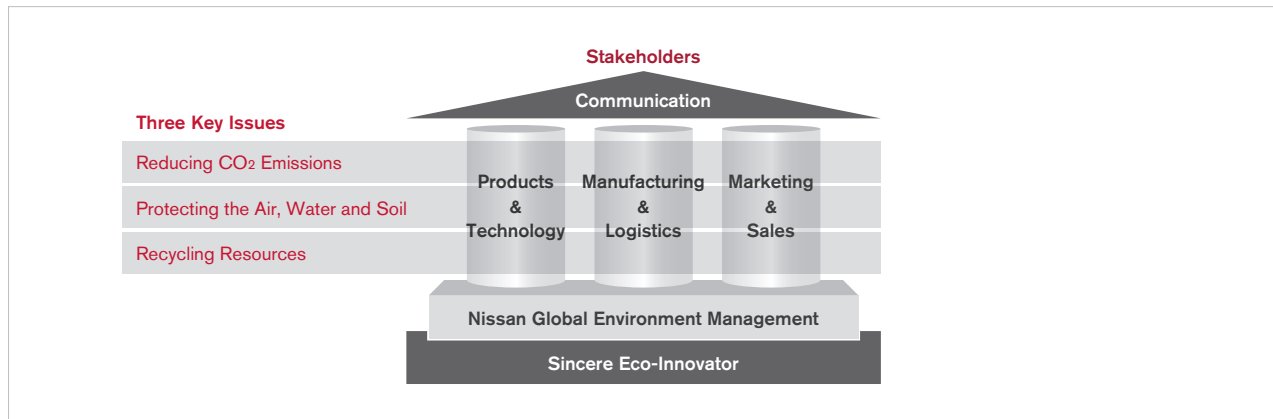 Stakeholders
Communication
Three Key Issues
Reducing CO₂ Emissions
Protecting the Air, Water and Soil
Recycling Resources
Products
&
Technology
Manufacturing
&
Logistics
Marketing
&
Sales
Nissan Global Environment Management
Sincere Eco-Innovator